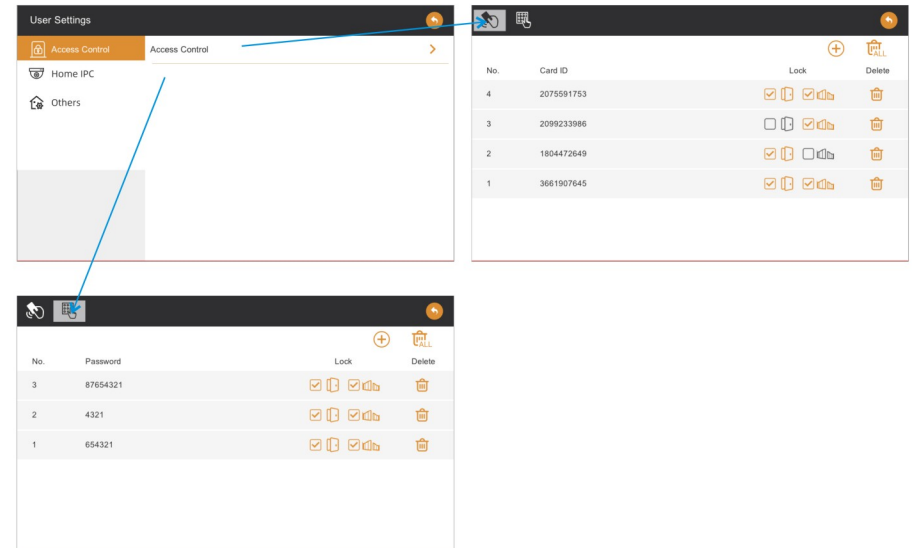 User Settings
Access Control
Access Control
Home IPC
Others
ALL
No. Card ID Lock Delete
4 2075591753
3 2099233986
2 1804472649
1 3661907645
ALL
No. Password Lock Delete
3 87654321
2 4321
1 654321